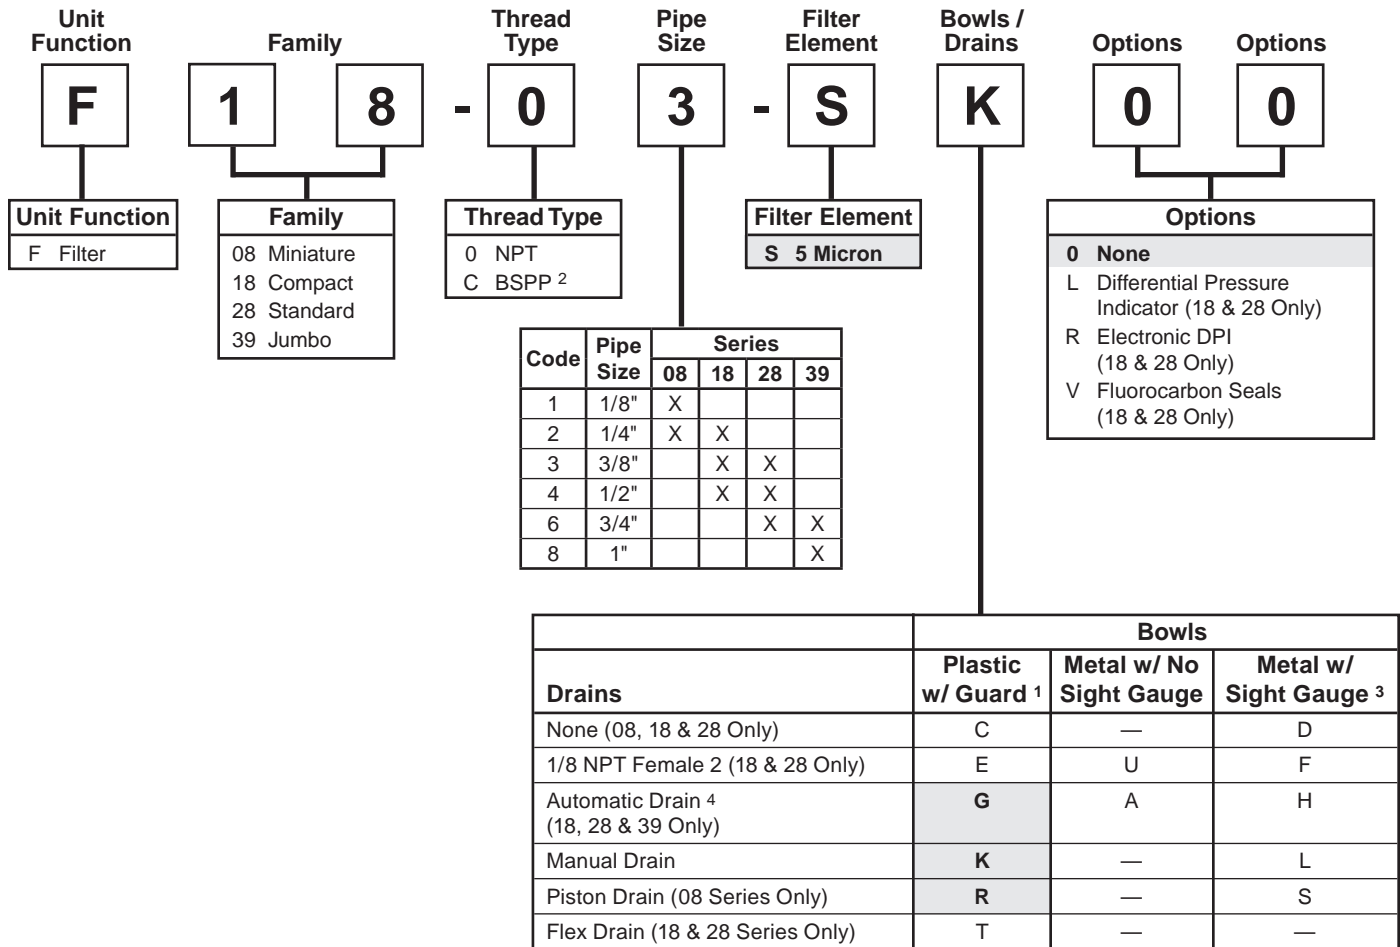 Unit Function Family Thread Type Pipe Size Filter Element Bowls / Drains Options Options
F 1 8 - 0 3 - S K 0 0
Unit Function
F Filter
Family
08 Miniature
18 Compact
28 Standard
39 Jumbo
Thread Type
0 NPT
C BSPP 2
Filter Element
S 5 Micron
Options
0 None
L Differential Pressure
Indicator (18 & 28 Only)
R Electronic DPI
(18 & 28 Only)
V Fluorocarbon Seals
(18 & 28 Only)
Code Pipe Size Series
08 18 28 39
1 1/8" X
2 1/4" X X
3 3/8" X X
4 1/2" X X
6 3/4" X X
8 1" X
Bowls
Drains Plastic w/ Guard 1 Metal w/ No Sight Gauge Metal w/ Sight Gauge 3
None (08, 18 & 28 Only) C — D
1/8 NPT Female 2 (18 & 28 Only) E U F
Automatic Drain 4 G A H
(18, 28 & 39 Only)
Manual Drain K — L
Piston Drain (08 Series Only) R — S
Flex Drain (18 & 28 Series Only) T — —